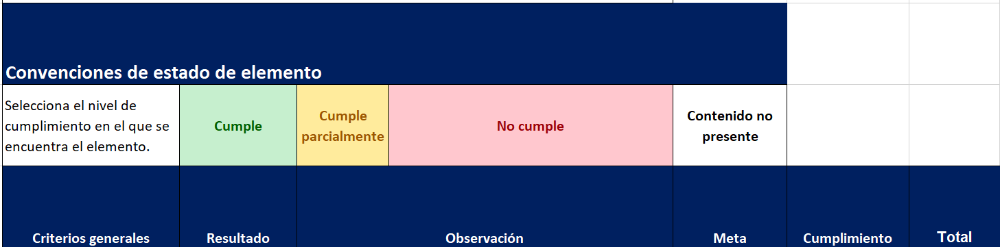 Convenciones de estado de elemento
Selecciona el nivel de
cumplimiento en el que se
encuentra el elemento.
Cumple
Cumple
parcialmente
No cumple
Contenido no
presente
Criterios generales
Resultado
Observación
Meta
Cumplimiento
Total